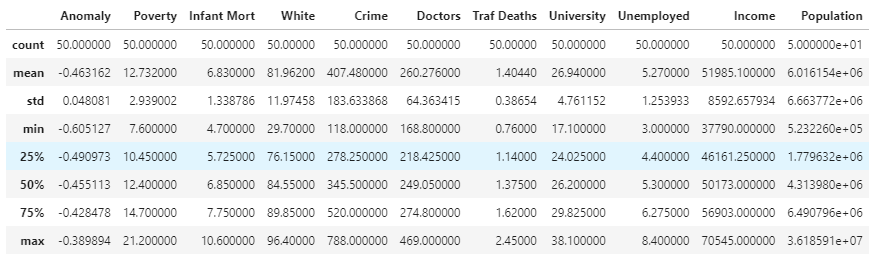 Anomaly Poverty Infant Mort White Crime Doctors Traf Deaths University Unemployed Income Population
count 50.000000 50.000000 50.000000 50.00000 50.000000 50.000000 50.00000 50.000000 50.000000 50.000000 5.000000e+01
mean -0.463162 12.732000 6.830000 81.96200 407.480000 260.276000 1.40440 26.940000 5.270000 51985.100000 6.016154e+06
std 0.048081 2.939002 1.338786 11.97458 183.633868 64.363415 0.38654 4.761152 1.253933 8592.657934 6.663772e+06
min -0.605127 7.600000 4.700000 29.70000 118.000000 168.800000 0.76000 17.100000 3.000000 37790.000000 5.232260e+05
25% -0.490973 10.450000 5.725000 76.15000 278.250000 218.425000 1.14000 24.025000 4.400000 46161.250000 1.779632e+06
50% -0.455113 12.400000 6.850000 84.55000 345.500000 249.050000 1.37500 26.200000 5.300000 50173.000000 4.313980e+06
75% -0.428478 14.700000 7.750000 89.85000 520.000000 274.800000 1.62000 29.825000 6.275000 56903.000000 6.490796e+06
max -0.389894 21.200000 10.600000 96.40000 788.000000 469.000000 2.45000 38.100000 8.400000 70545.000000 3.618591e+07